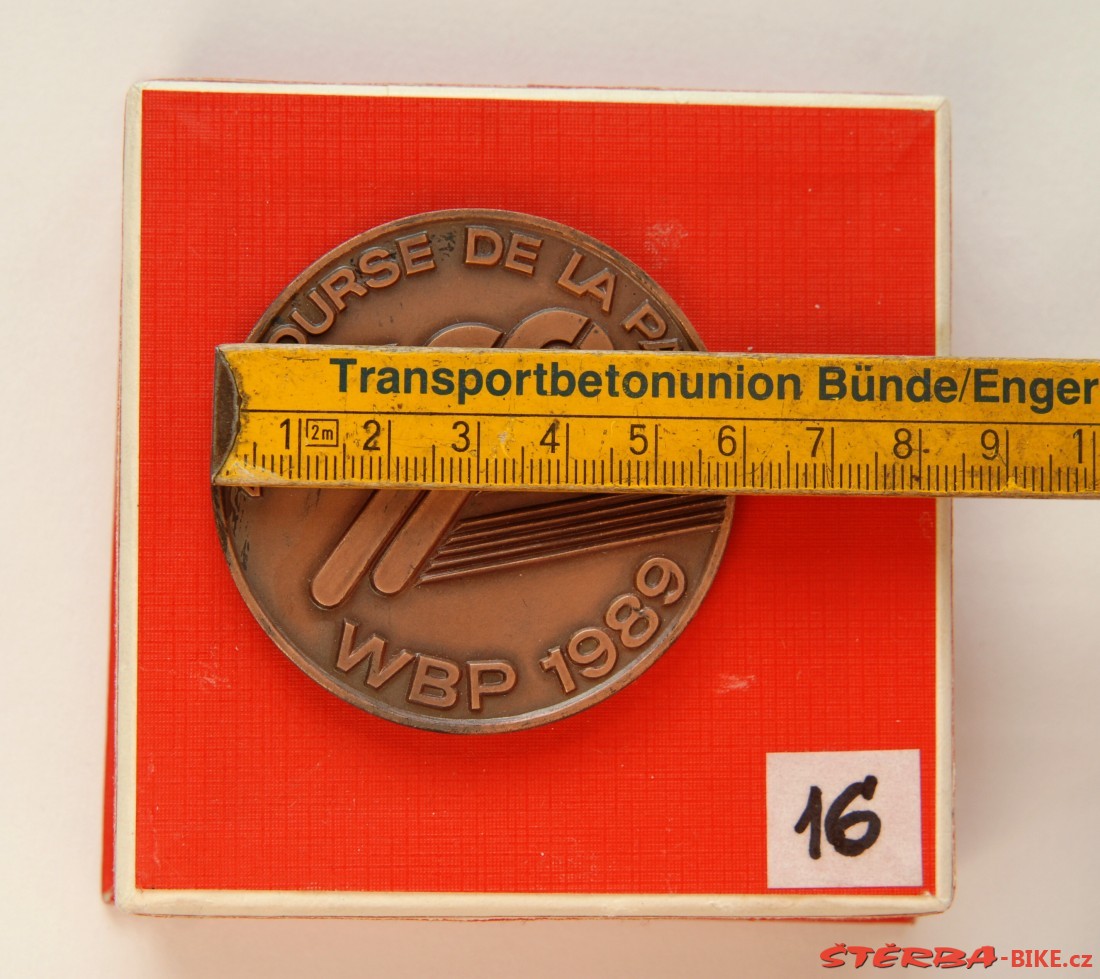 DE LA
Transportbetonunion Bünde/Enger
1 2m 2 3 4 5 6 7 8 9 1
WBP 1989
16
ŠTĚRBA-BIKE.cz